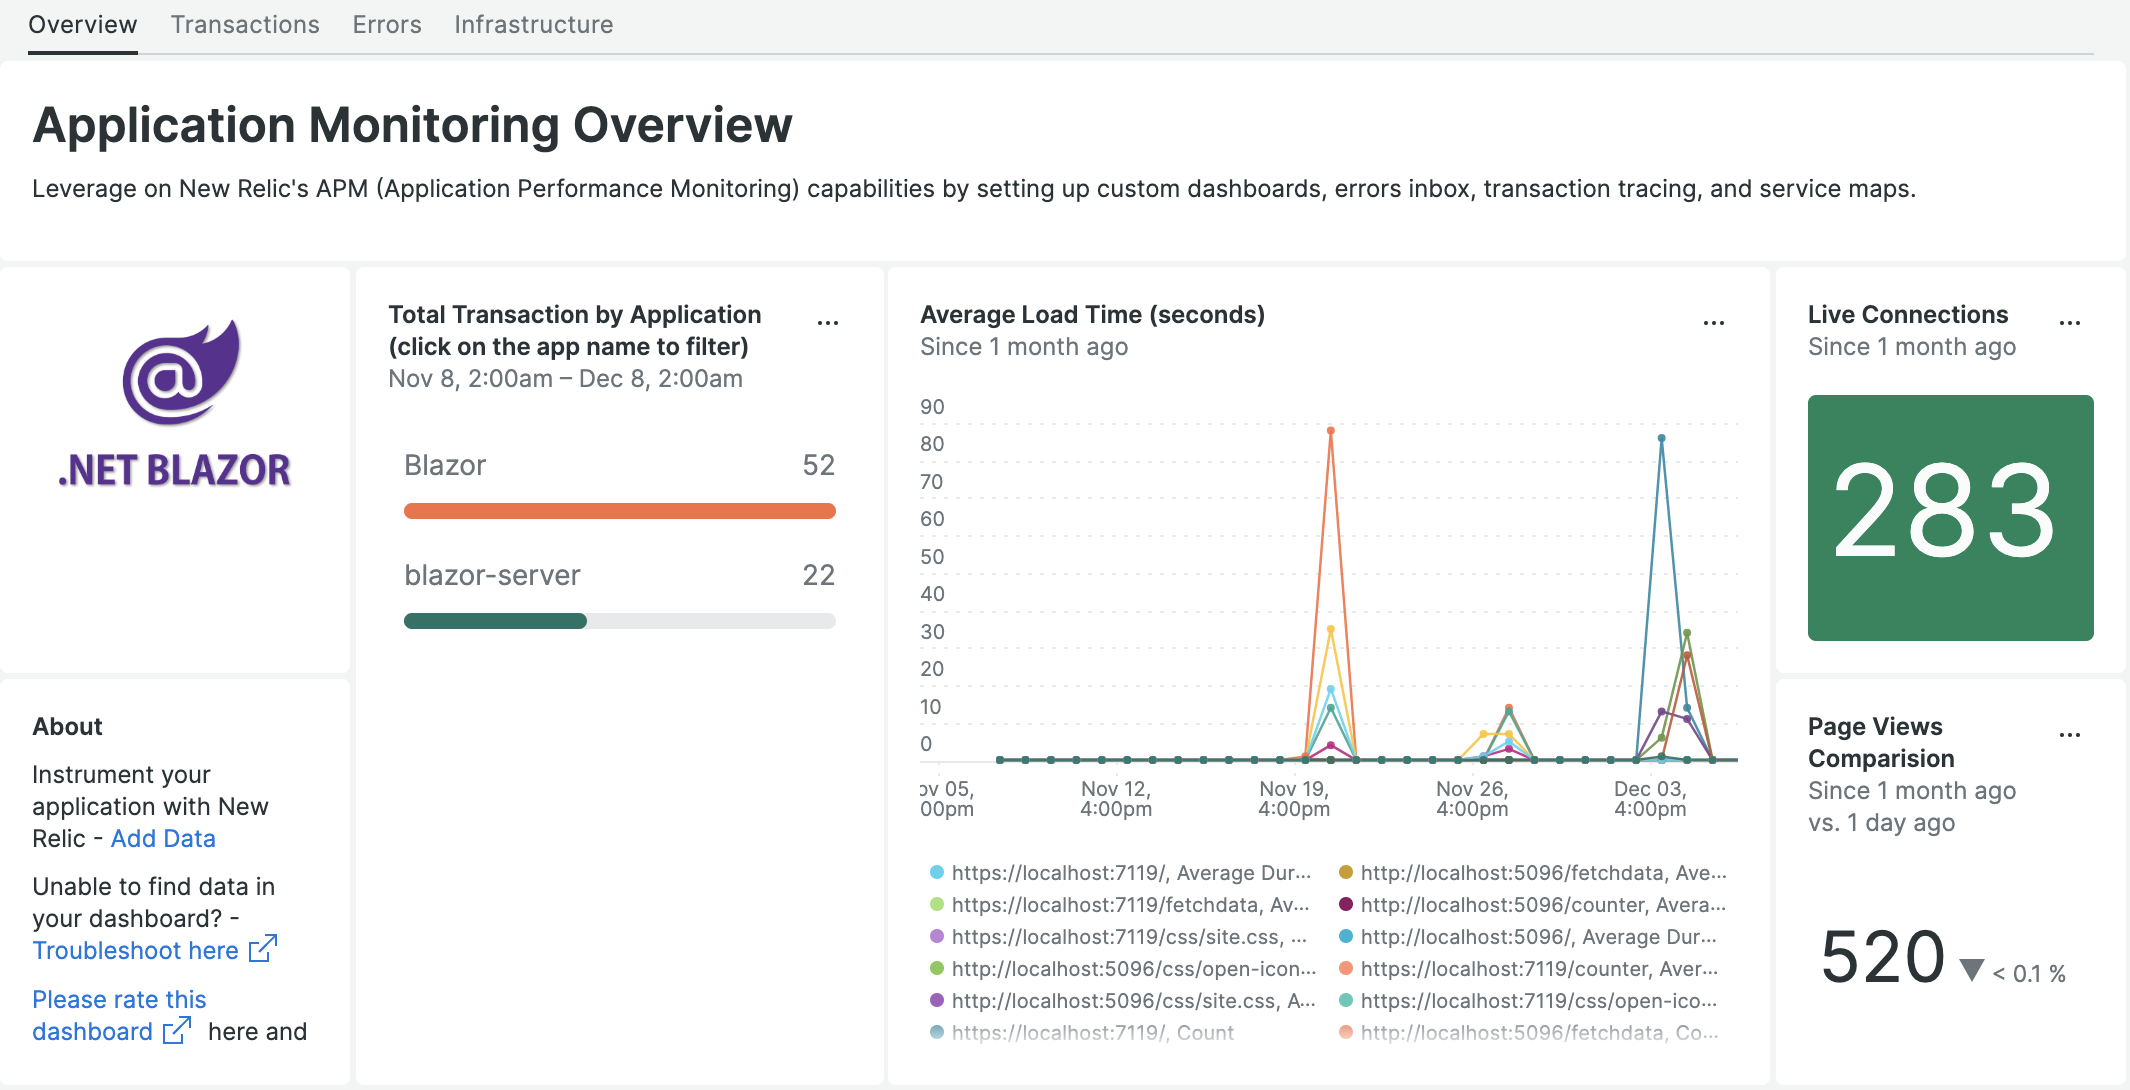 Overview Transactions Errors Infrastructure
Application Monitoring Overview
Leverage on New Relic's APM (Application Performance Monitoring) capabilities by setting up custom dashboards, errors inbox, transaction tracing, and service maps.
@
.NET BLAZOR
About
Instrument your
application with New
Relic - Add Data
Unable to find data in
your dashboard? -
Troubleshoot here
Please rate this
dashboard here and
Total Transaction by Application
(click on the app name to filter)
Nov 8, 2:00am – Dec 8, 2:00am
...
Blazor 52
blazor-server 22
Average Load Time (seconds)
Since 1 month ago
...
90
80
70
60
50
40
30
20
10
0
ov 05,
00pm
Nov 12,
4:00pm
Nov 19,
4:00pm
Nov 26,
4:00pm
Dec 03,
4:00pm
https://localhost:7119/, Average Dur...
http://localhost:5096/fetchdata, Ave...
https://localhost:7119/fetchdata, Av...
http://localhost:5096/counter, Avera...
https://localhost:7119/css/site.css, ...
http://localhost:5096/, Average Dur...
http://localhost:5096/css/open-icon...
https://localhost:7119/counter, Aver...
http://localhost:5096/css/site.css, A...
https://localhost:7119/css/open-ico...
https://localhost:7119/, Count
http://localhost:5096/fetchdata, Co...
Live Connections
Since 1 month ago
...
283
Page Views
Comparision
Since 1 month ago
vs. 1 day ago
...
520 ▼ < 0.1 %